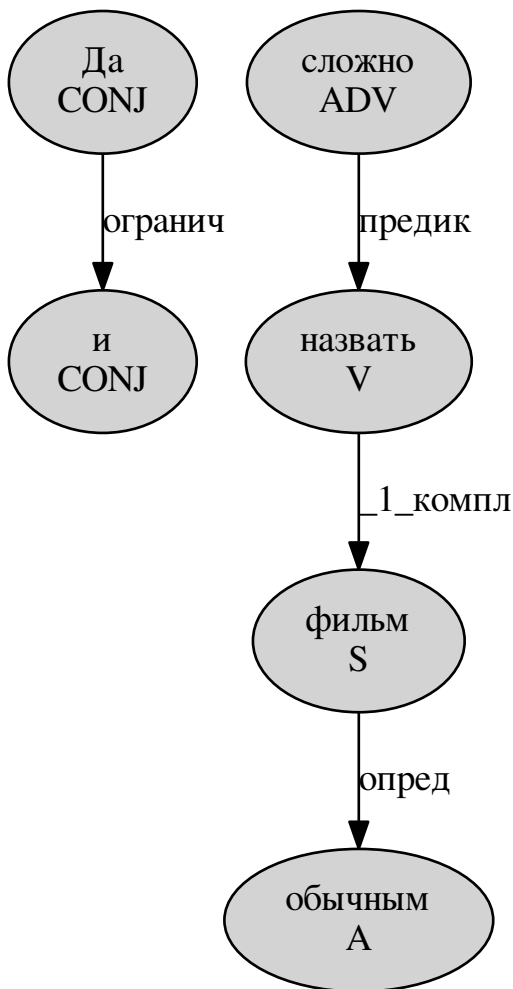 Да
CONJ
сложно
ADV
огранич
предик
и
CONJ
назвать
V
_1_компл
фильм
S
опред
обычным
A